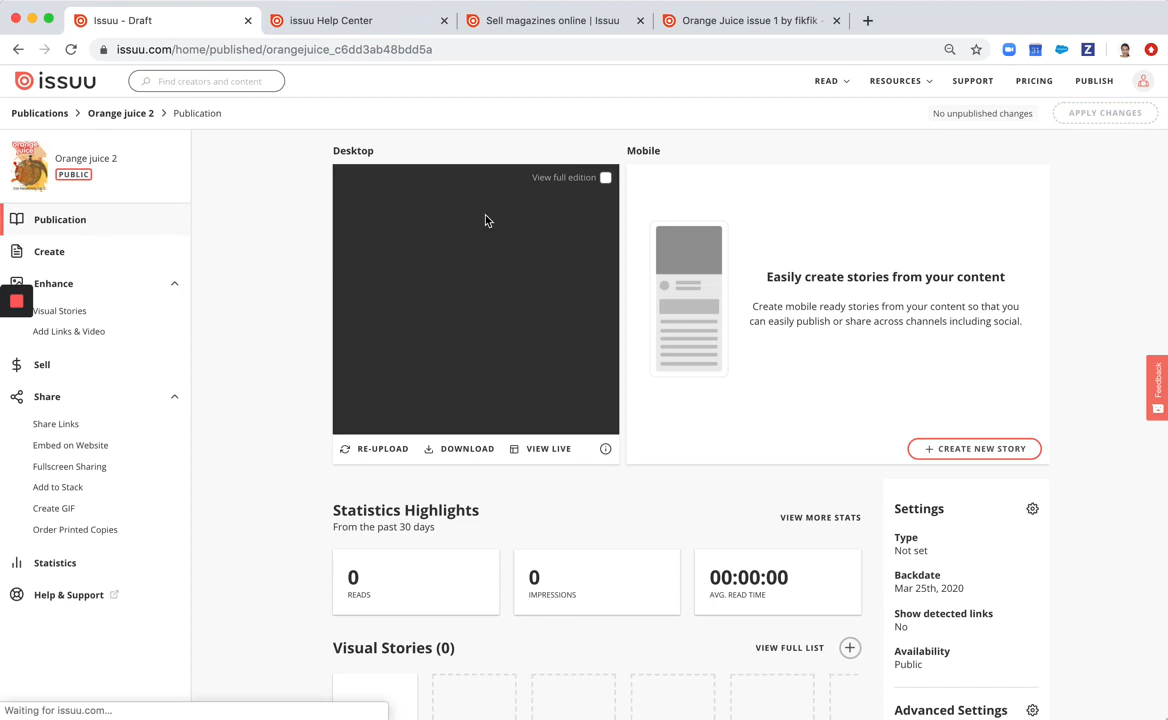 Issuu - Draft
issuu Help Center
Sell magazines online | Issuu
Orange Juice issue 1 by fikfik -
issuu.com/home/published/orangejuice_c6dd3ab48bdd5a
issuu
Find creators and content
READ
RESOURCES
SUPPORT
PRICING
PUBLISH
Publications > Orange juice 2 > Publication
No unpublished changes
APPLY CHANGES
orange juice
Orange juice 2
PUBLIC
Publication
Create
Enhance
Visual Stories
Add Links & Video
Sell
Share
Share Links
Embed on Website
Fullscreen Sharing
Add to Stack
Create GIF
Order Printed Copies
Statistics
Help & Support
Waiting for issuu.com...
Desktop
View full edition
RE-UPLOAD
DOWNLOAD
VIEW LIVE
Mobile
Easily create stories from your content
Create mobile ready stories from your content so that you
can easily publish or share across channels including social.
CREATE NEW STORY
Feedback
Statistics Highlights
From the past 30 days
VIEW MORE STATS
0
READS
0
IMPRESSIONS
00:00:00
AVG. READ TIME
Visual Stories (0)
VIEW FULL LIST
Settings
Type
Not set
Backdate
Mar 25th, 2020
Show detected links
No
Availability
Public
Advanced Settings